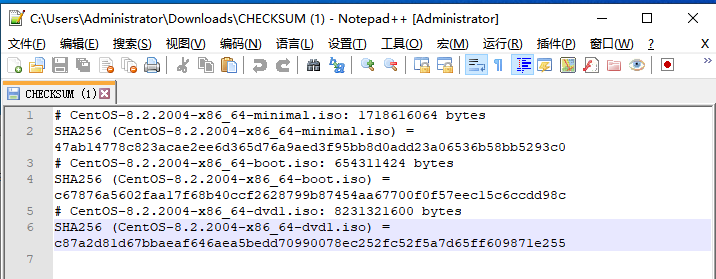 C:\Users\Administrator\Downloads\CHECKSUM (1) - Notepad++ [Administrator]
文件(F) 编辑(E) 搜索(S) 视图(V) 编码(N) 语言(L) 设置(T) 工具(O) 宏(M) 运行(R) 插件(P) 窗口(W) ? X
CHECKSUM (1)
1 # CentOS-8.2.2004-x86_64-minimal.iso: 1718616064 bytes
2 SHA256 (CentOS-8.2.2004-x86_64-minimal.iso) =
47ab14778c823acae2ee6d365d76a9aed3f95bb8d0add23a06536b58bb5293c0
3 # CentOS-8.2.2004-x86_64-boot.iso: 654311424 bytes
4 SHA256 (CentOS-8.2.2004-x86_64-boot.iso) =
c67876a5602faa17f68b40ccf2628799b87454aa67700f0f57eec15c6ccdd98c
5 # CentOS-8.2.2004-x86_64-dvd1.iso: 8231321600 bytes
6 SHA256 (CentOS-8.2.2004-x86_64-dvd1.iso) =
c87a2d81d67bbaeaf646aea5bedd70990078ec252fc52f5a7d65ff609871e255
7